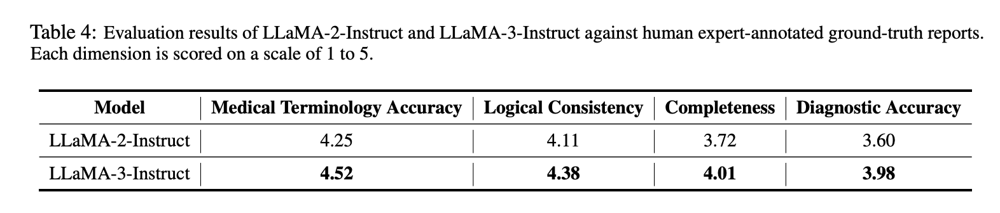 Table 4: Evaluation results of LLaMA-2-Instruct and LLaMA-3-Instruct against human expert-annotated ground-truth reports.
Each dimension is scored on a scale of 1 to 5.
Model Medical Terminology Accuracy Logical Consistency Completeness Diagnostic Accuracy
LLaMA-2-Instruct 4.25 4.11 3.72 3.60
LLaMA-3-Instruct 4.52 4.38 4.01 3.98